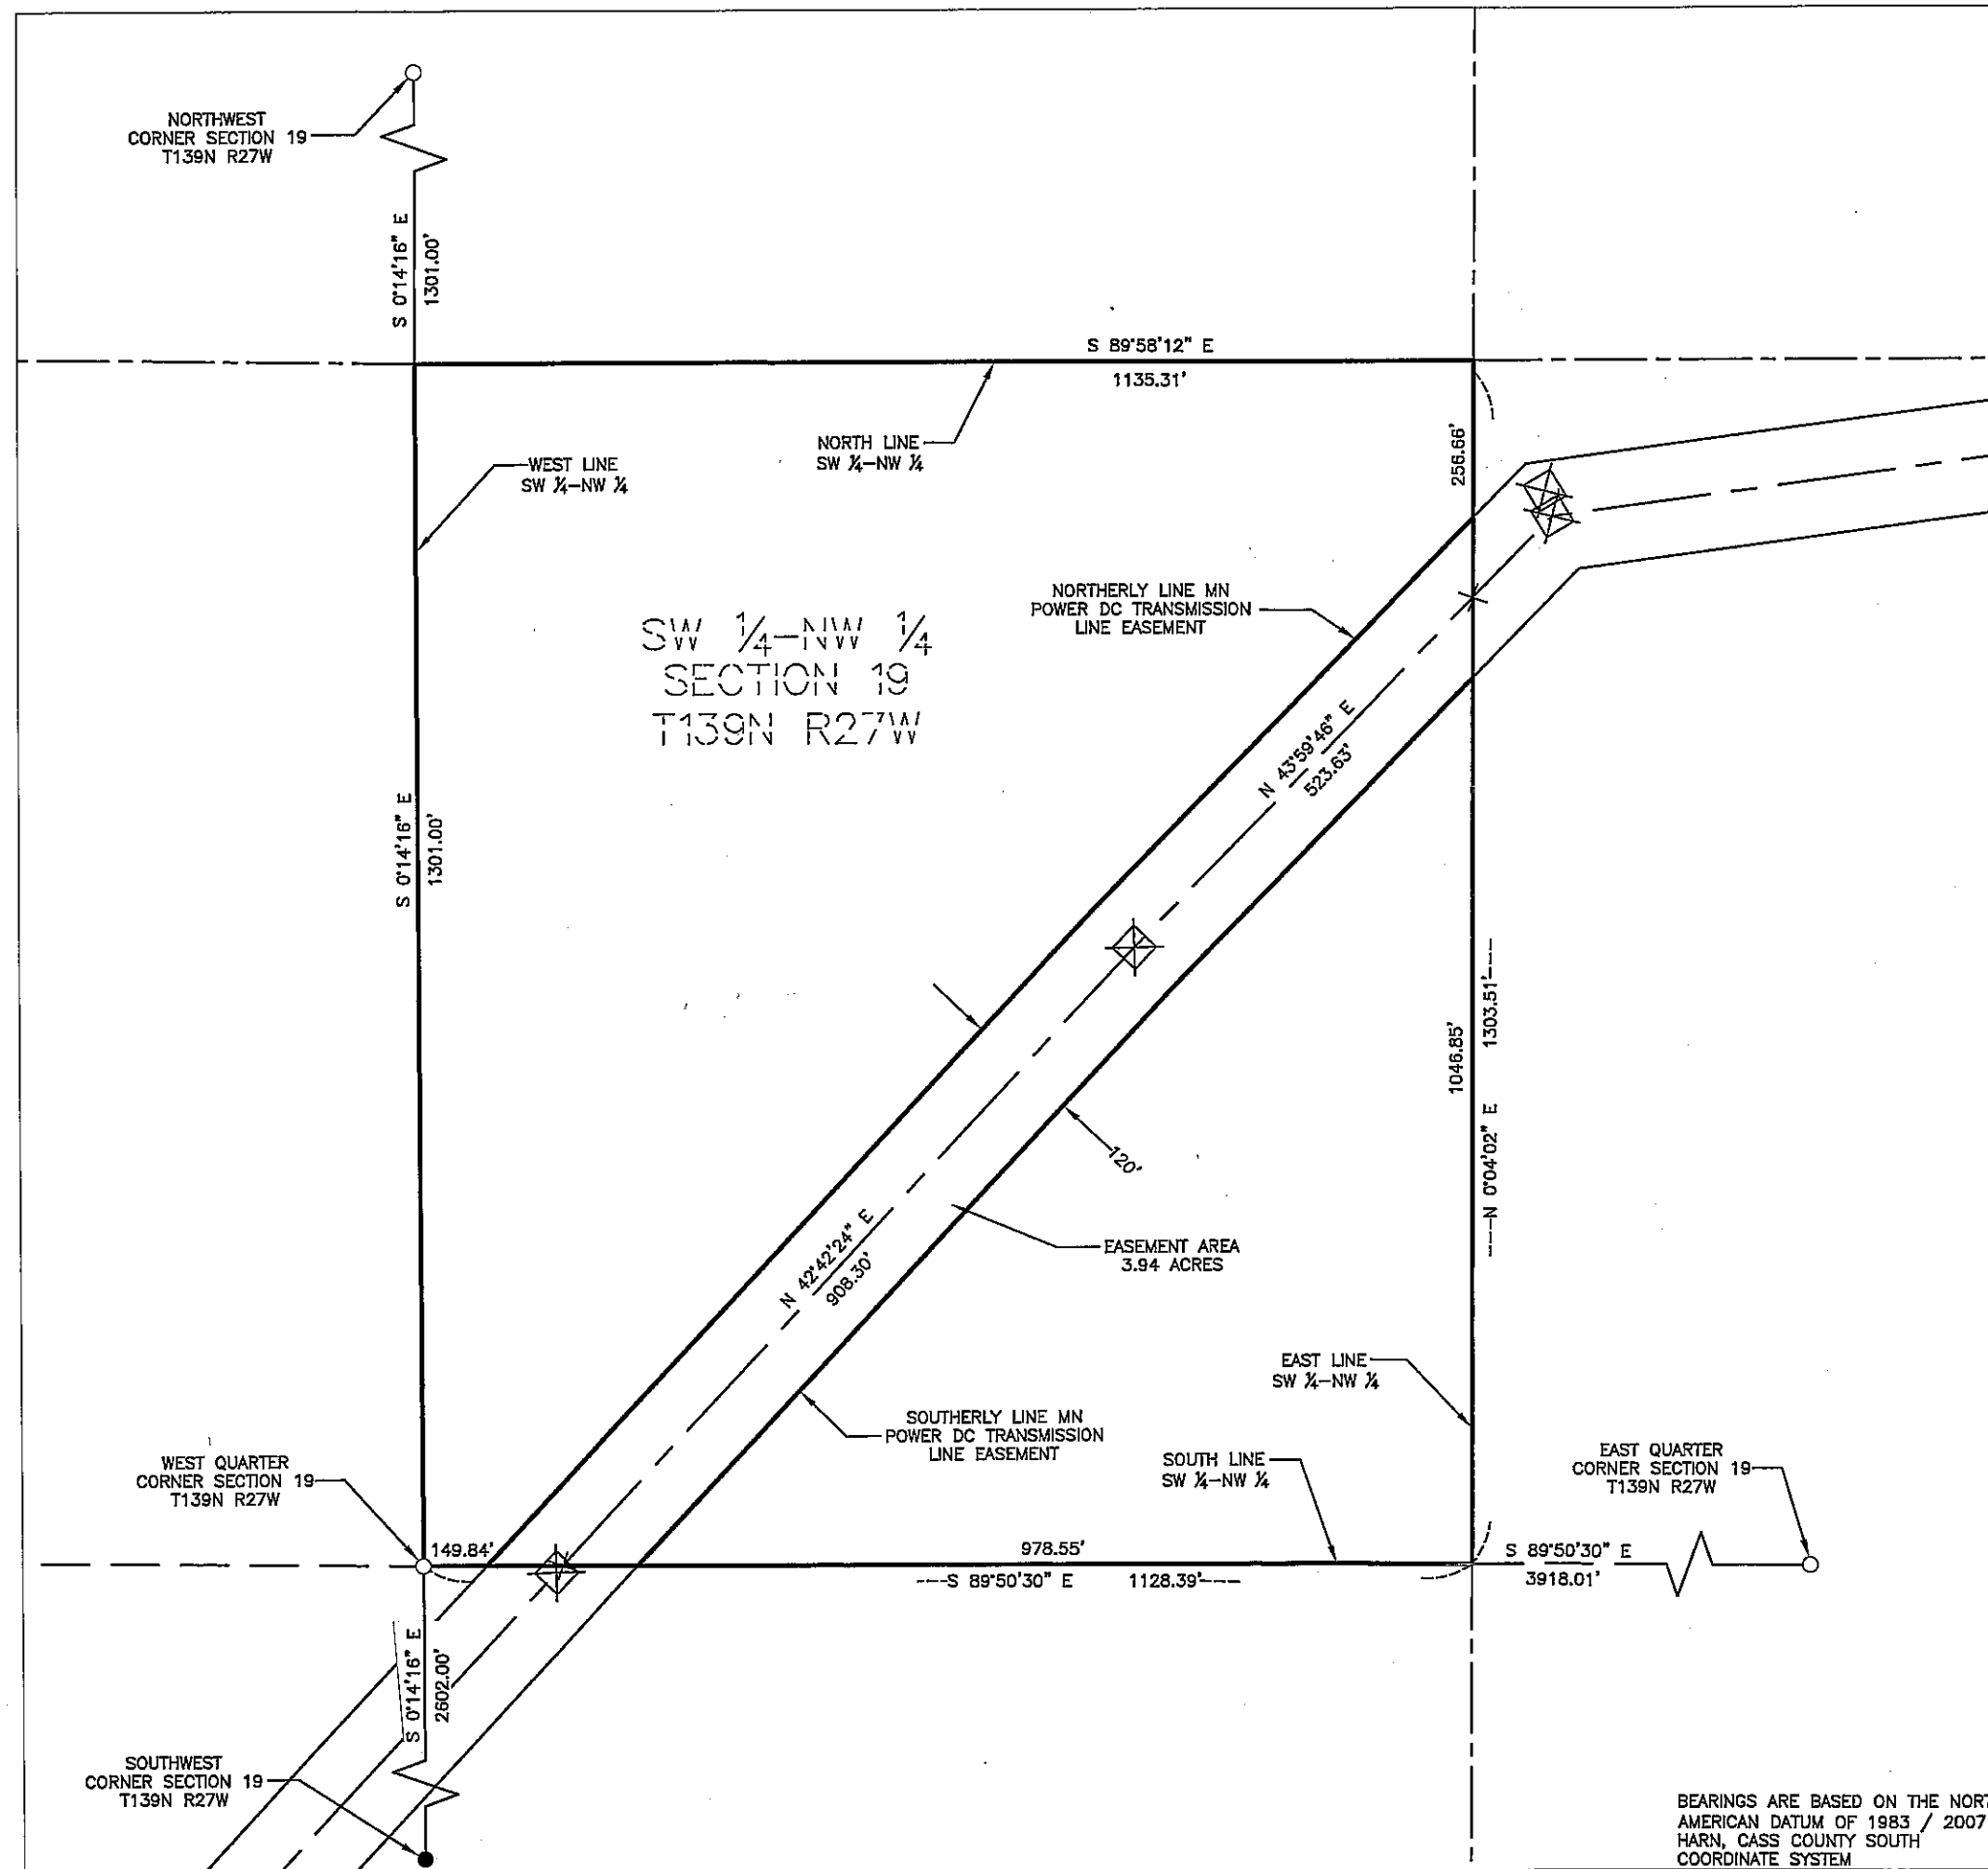 NORTHWEST
CORNER SECTION 19
T139N R27W
S 0°14'16" E
1301.00'
S 89°58'12" E
1135.31'
NORTH LINE
SW ¼-NW ¼
WEST LINE
SW ¼-NW ¼
256.66'
NORTHERLY LINE MN
POWER DC TRANSMISSION
LINE EASEMENT
SW ¼-NW ¼
SECTION 19
T139N R27W
N 43°59'46" E
523.63'
S 0°14'16" E
1301.00'
1046.85'
1303.51'
N 0°04'02" E
120'
N 42°42'24" E
908.30'
EASEMENT AREA
3.94 ACRES
EAST LINE
SW ¼-NW ¼
SOUTHERLY LINE MN
POWER DC TRANSMISSION
LINE EASEMENT
SOUTH LINE
SW ¼-NW ¼
WEST QUARTER
CORNER SECTION 19
T139N R27W
EAST QUARTER
CORNER SECTION 19
T139N R27W
149.84'
978.55'
S 89°50'30" E 1128.39'
S 89°50'30" E
3918.01'
S 0°14'16" E
2602.00'
SOUTHWEST
CORNER SECTION 19
T139N R27W
BEARINGS ARE BASED ON THE NORT
AMERICAN DATUM OF 1983 / 2007
HARN, CASS COUNTY SOUTH
COORDINATE SYSTEM